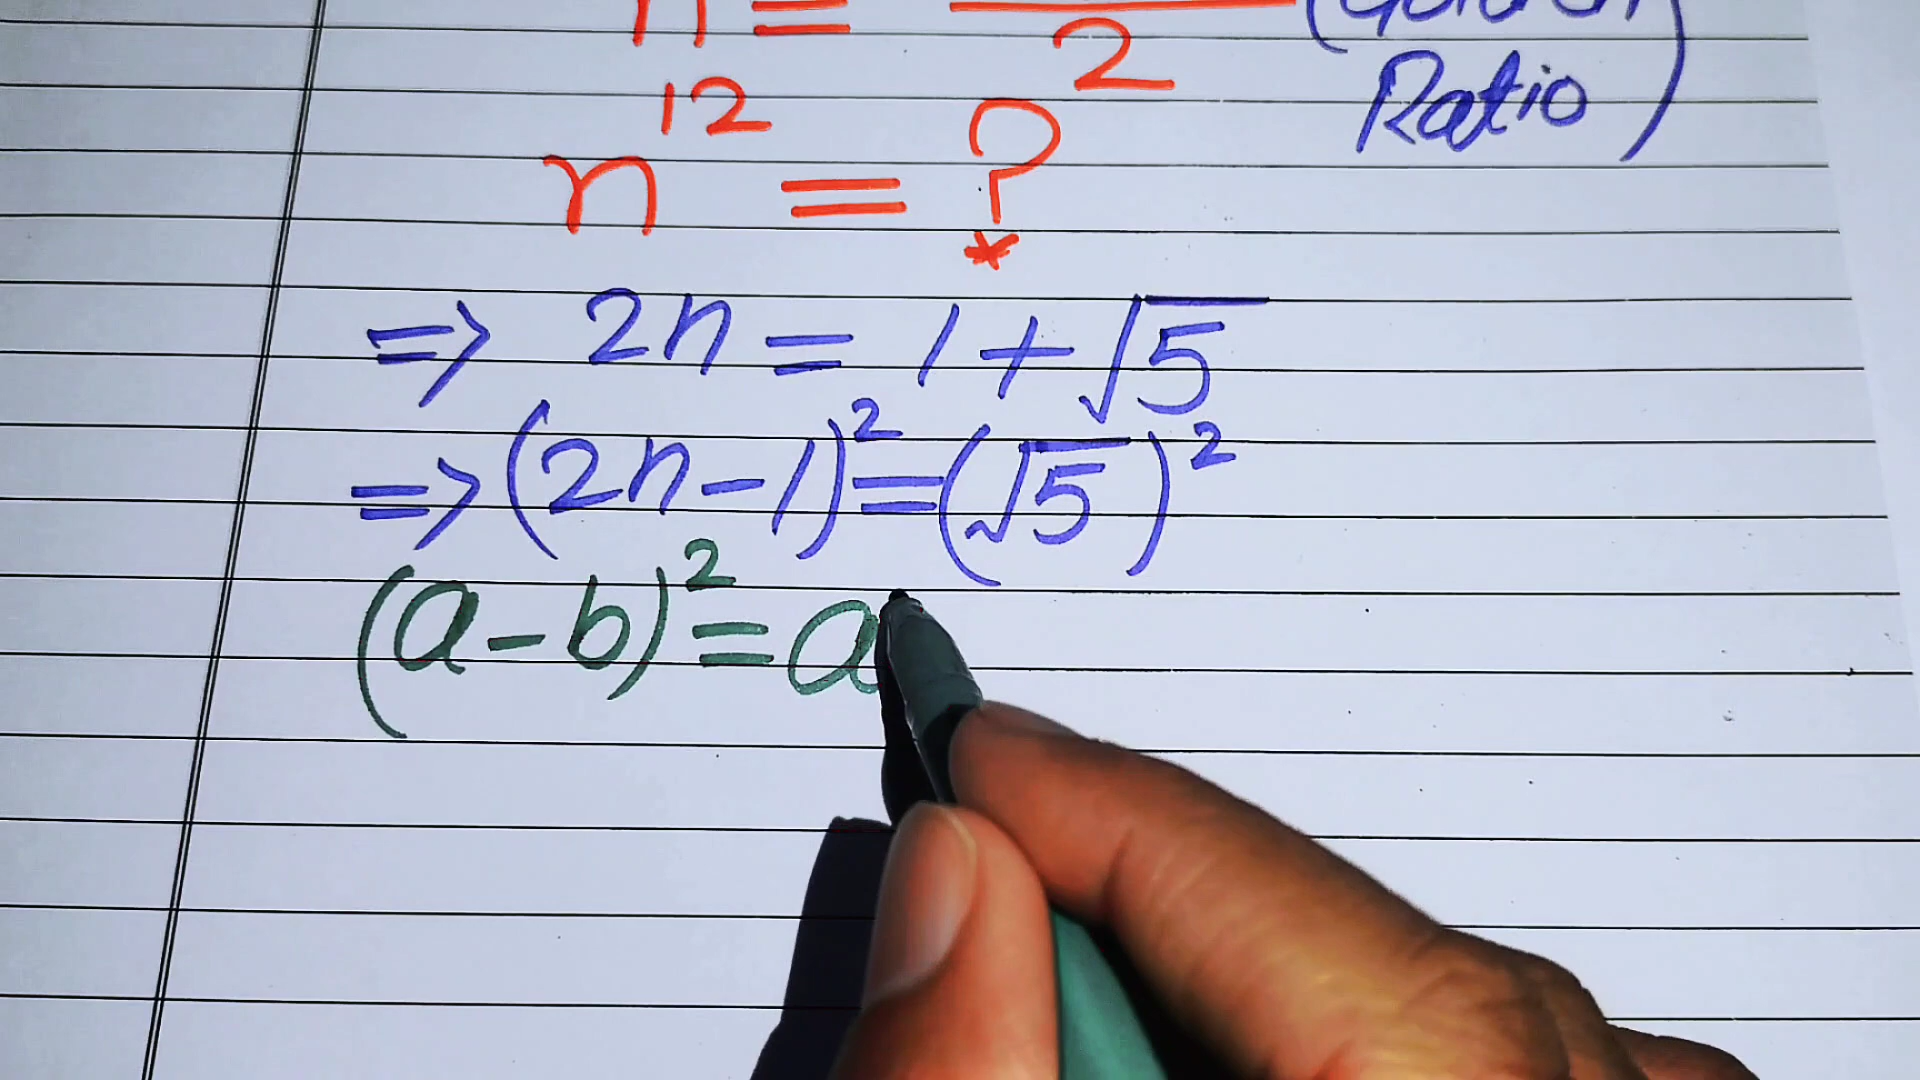 n = 2 (Golden
Ratio)
n¹² = ?
⇒ 2n = 1 + √5
⇒ (2n - 1)² = (√5)²
(a - b)² = a